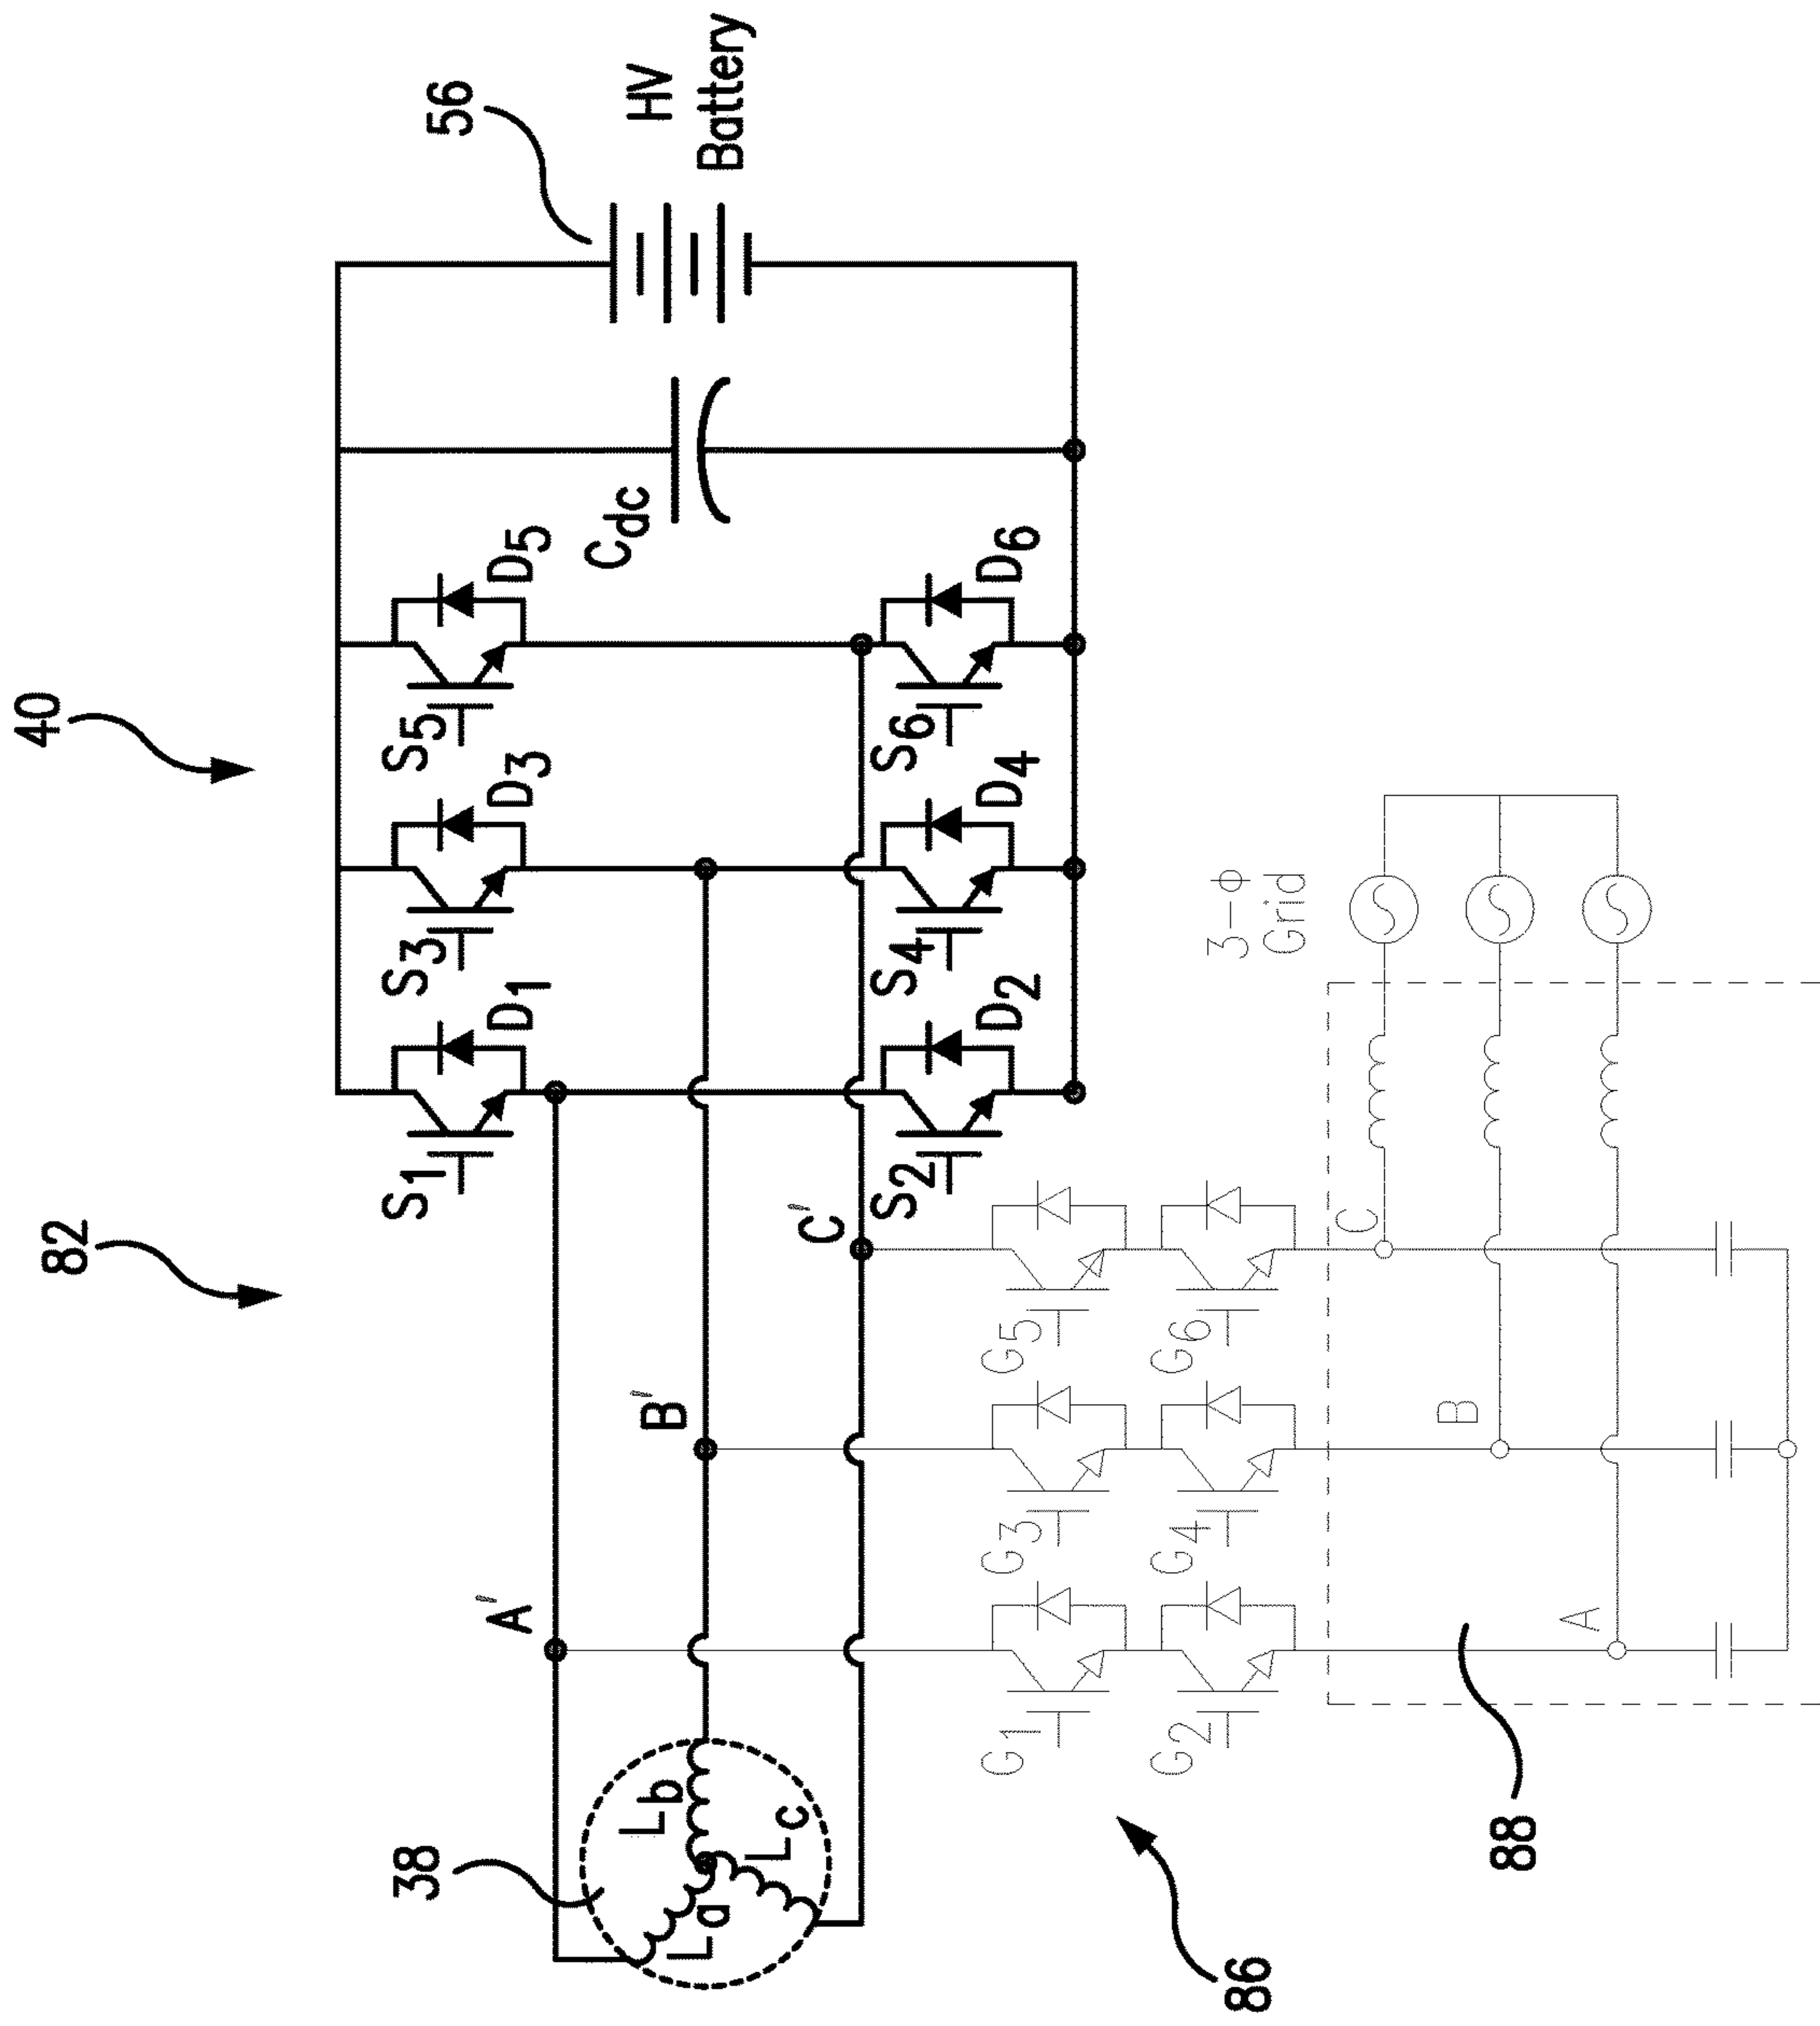 82
40
56
HV
Battery
S1
D1
S3
D3
S5
D5
Cdc
S2
D2
S4
D4
S6
D6
38
La
Lb
Lc
A'
B'
C'
G1
G3
G5
G2
G4
G6
3-ϕ
Grid
A
B
C
86
88